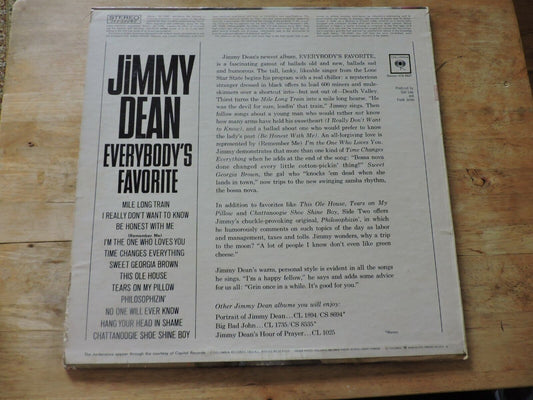 STEREO
JiMMY
DEAN
EVERYBODY'S
FAVORITE
MILE LONG TRAIN
I REALLY DON'T WANT TO KNOW
BE HONEST WITH ME
(Remember Me)
I'M THE ONE WHO LOVES YOU
TIME CHANGES EVERYTHING
SWEET GEORGIA BROWN
THIS OLE HOUSE
TEARS ON MY PILLOW
PHILOSOPHIZIN'
NO ONE WILL EVER KNOW
HANG YOUR HEAD IN SHAME
CHATTANOOGIE SHOE SHINE BOY
The Jordanaires appear through the courtesy of Capitol Records.
Jimmy Dean's newest album, EVERYBODY'S FAVORITE,
is a fascinating gamut of ballads old and new, ballads sad
and humorous. The tall, lanky, likeable singer from the Lone
Star State begins his program with a real chiller: a mysterious
stranger dressed in black offers to lead 600 miners and mule-
skinners over a shortcut into—but not out of—Death Valley.
Thirst turns the Mile Long Train into a mile long hearse. "He
was the devil for sure, leadin' that train," Jimmy sings. Then
follow songs about a young man who would rather not know
how many arms have held his sweetheart (I Really Don't Want
to Know), and a ballad about one who would prefer to know
the lady's past (Be Honest With Me). An all-forgiving love is
represented by (Remember Me) I'm the One Who Loves You.
Jimmy demonstrates that more than one kind of Time Changes
Everything when he adds at the end of the song: "Bossa nova
done changed every little cotton-pickin' thing!" Sweet
Georgia Brown, the gal who "knocks 'em dead when she
lands in town," now trips to the new swinging samba rhythm,
the bossa nova.
In addition to favorites like This Ole House, Tears on My
Pillow and Chattanoogie Shoe Shine Boy, Side Two offers
Jimmy's chuckle-provoking original, Philosophizin', in which
he humorously comments on such topics of the day as labor
and management, taxes and toils. Jimmy wonders, why a trip
to the moon? "A lot of people I know don't even like green
cheese."
Jimmy Dean's warm, personal style is evident in all the songs
he sings. "I'm a happy fellow," he says and adds some advice
for us all: "Grin once in a while. It's good for you."
Other Jimmy Dean albums you will enjoy:
Portrait of Jimmy Dean...CL 1894/CS 8694*
Big Bad John...CL 1735/CS 8535*
Jimmy Dean's Hour of Prayer...CL 1025
*Stereo
Produced by